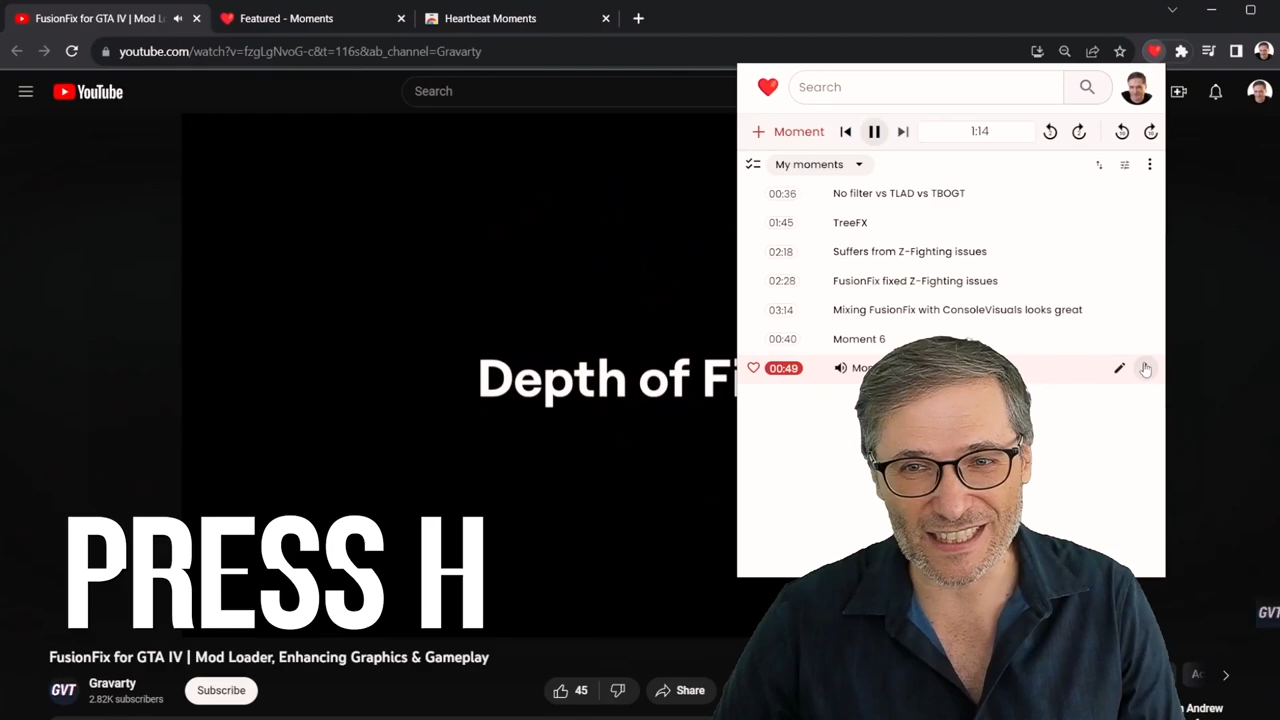 FusionFix for GTA IV | Mod Lo
Featured - Moments
Heartbeat Moments
youtube.com/watch?v=fzgLgNvoG-c&t=116s&ab_channel=Gravarty
YouTube
Search
Search
Moment
1:14
My moments
00:36 No filter vs TLAD vs TBOGT
01:45 TreeFX
02:18 Suffers from Z-Fighting issues
02:28 FusionFix fixed Z-Fighting issues
03:14 Mixing FusionFix with ConsoleVisuals looks great
00:40 Moment 6
00:49
Depth of Fi
PRESS H
GVT
FusionFix for GTA IV | Mod Loader, Enhancing Graphics & Gameplay
GVT
Gravarty
2.82K subscribers
Subscribe
45
Share
Andrew